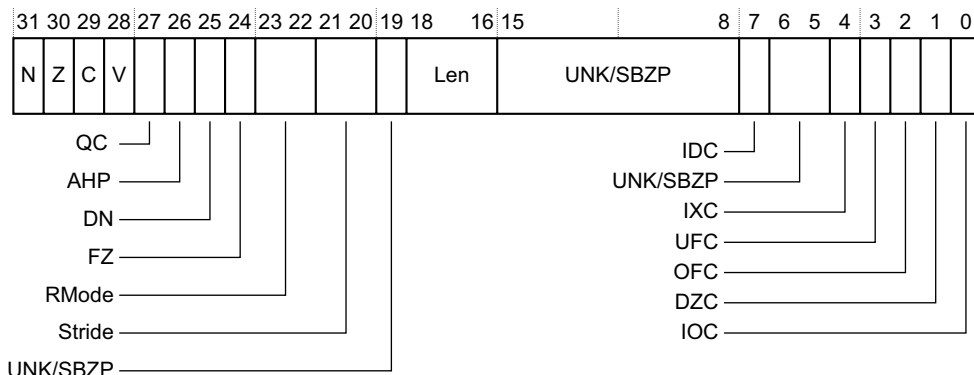 31 30 29 28 27 26 25 24 23 22 21 20 19 18 16 15 8 7 6 5 4 3 2 1 0
N Z C V Len UNK/SBZP
QC
AHP
DN
FZ
RMode
Stride
UNK/SBZP
IDC
UNK/SBZP
IXC
UFC
OFC
DZC
IOC